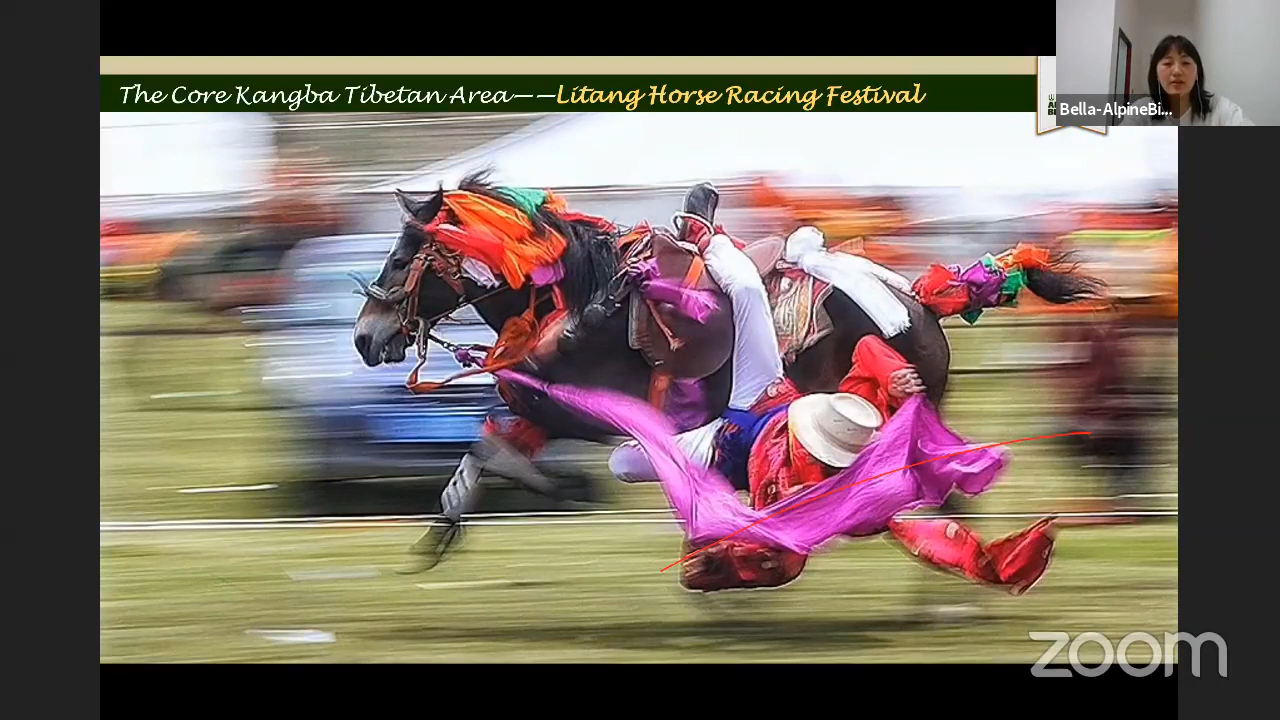 The Core Kangba Tibetan Area——Litang Horse Racing Festival
Bella-AlpineBi...
zoom